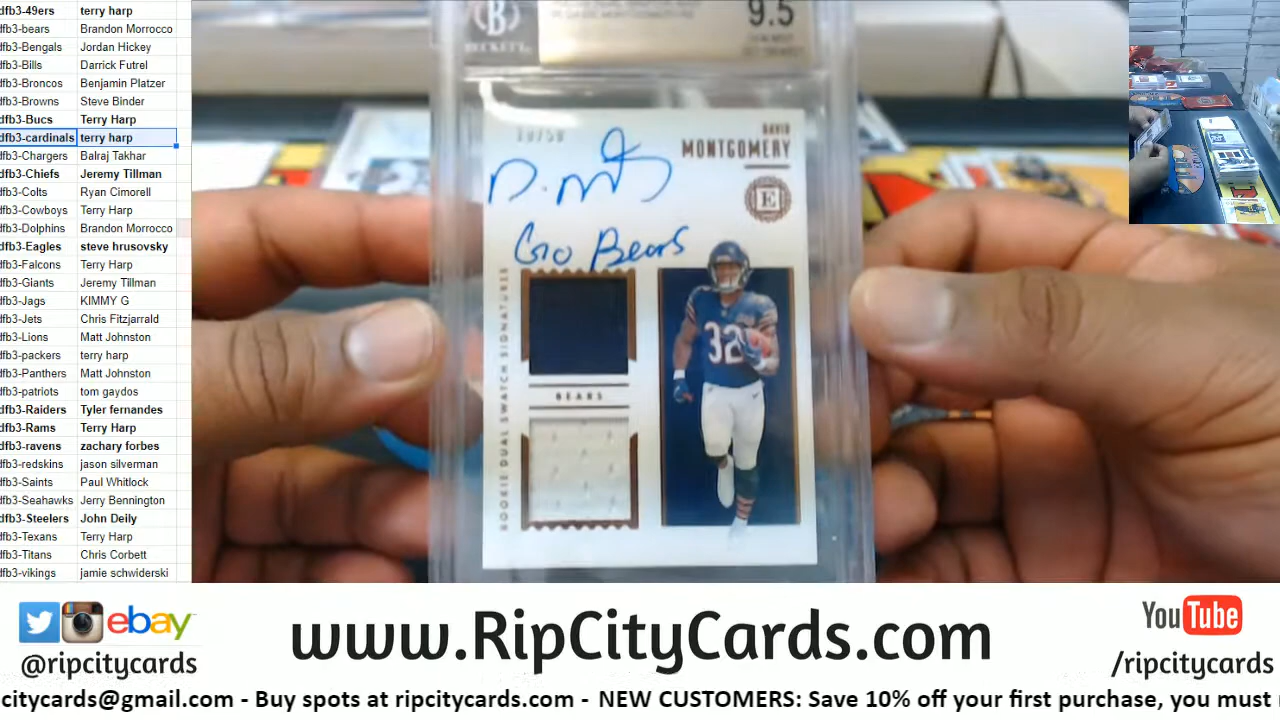 dfb3-49ers terry harp
dfb3-bears Brandon Morrocco
dfb3-Bengals Jordan Hickey
dfb3-Bills Darrick Futrel
dfb3-Broncos Benjamin Platzer
dfb3-Browns Steve Binder
dfb3-Bucs Terry Harp
dfb3-cardinals terry harp
dfb3-Chargers Balraj Takhar
dfb3-Chiefs Jeremy Tillman
dfb3-Colts Ryan Cimorell
dfb3-Cowboys Terry Harp
dfb3-Dolphins Brandon Morrocco
dfb3-Eagles steve hrusovsky
dfb3-Falcons Terry Harp
dfb3-Giants Jeremy Tillman
dfb3-Jags KIMMY G
dfb3-Jets Chris Fitzjarrald
dfb3-Lions Matt Johnston
dfb3-packers terry harp
dfb3-Panthers Matt Johnston
dfb3-patriots tom gaydos
dfb3-Raiders Tyler fernandes
dfb3-Rams Terry Harp
dfb3-ravens zachary forbes
dfb3-redskins jason silverman
dfb3-Saints Paul Whitlock
dfb3-Seahawks Jerry Bennington
dfb3-Steelers John Deily
dfb3-Texans Terry Harp
dfb3-Titans Chris Corbett
dfb3-vikings jamie schwiderski
B
BECKETT
9.5
DAVID
MONTGOMERY
E
Go Bears
ROOKIE DUAL SWATCH SIGNATURES
BEARS
32
ebay
@ripcitycards
www.RipCityCards.com
YouTube
/ripcitycards
citycards@gmail.com - Buy spots at ripcitycards.com - NEW CUSTOMERS: Save 10% off your first purchase, you must